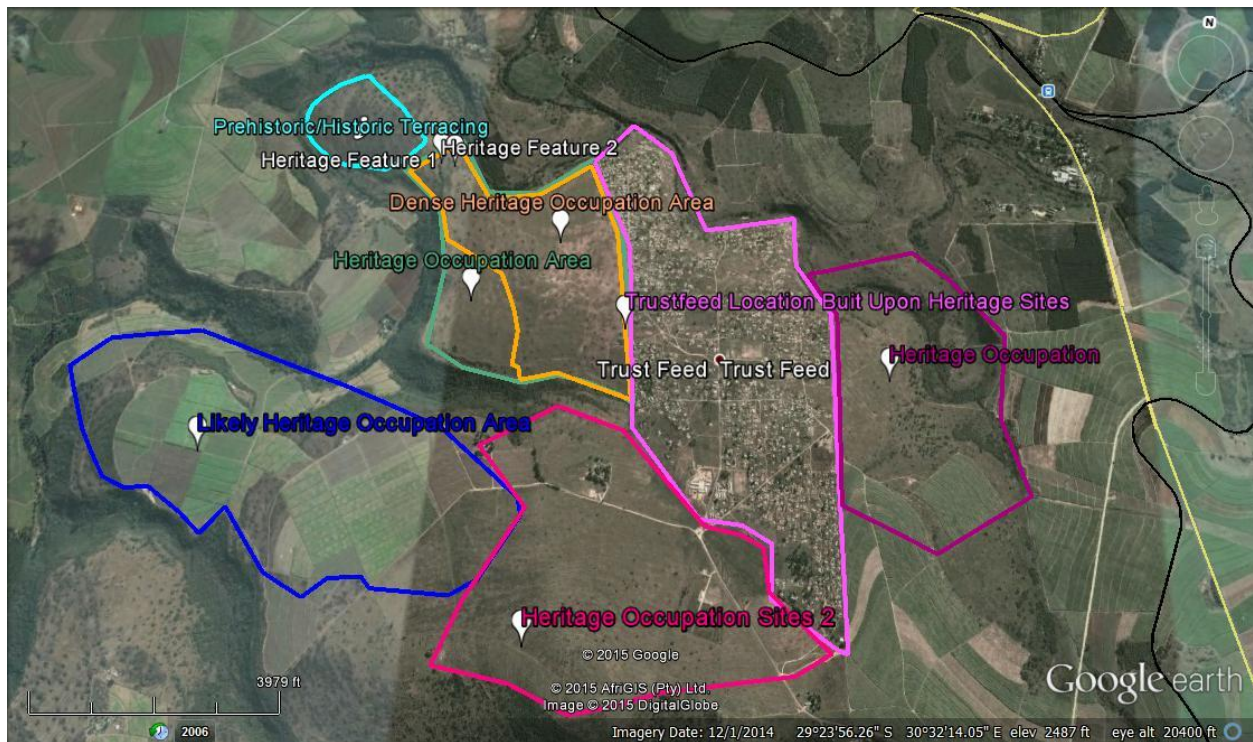 N
Prehistoric/Historic Terracing
Heritage Feature 1
Heritage Feature 2
Dense Heritage Occupation Area
Heritage Occupation Area
Trustfeed Location Buit Upon Heritage Sites
Heritage Occupation
Trust Feed Trust Feed
Likely Heritage Occupation Area
Heritage Occupation Sites 2
© 2015 Google
3979 ft
© 2015 AfriGIS (Pty) Ltd.
Image © 2015 DigitalGlobe
Google earth
2006
Imagery Date: 12/1/2014 29°23'56.26" S 30°32'14.05" E elev 2487 ft eye alt 20400 ft